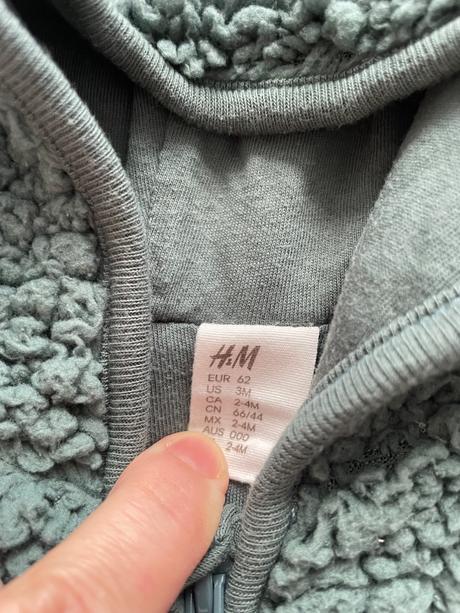 H&M
EUR 62
US 3M
CA 2-4M
CN 66/44
MX 2-4M
AUS 000
2-4M